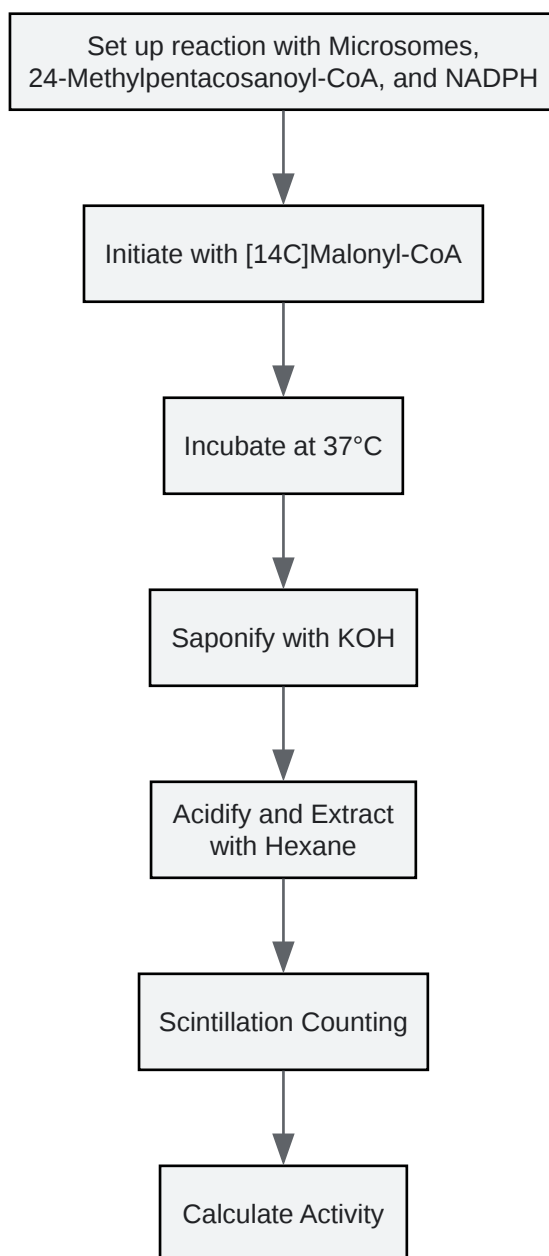 Set up reaction with Microsomes,
24-Methylpentacosanoyl-CoA, and NADPH
Initiate with [14C]Malonyl-CoA
Incubate at 37°C
Saponify with KOH
Acidify and Extract
with Hexane
Scintillation Counting
Calculate Activity